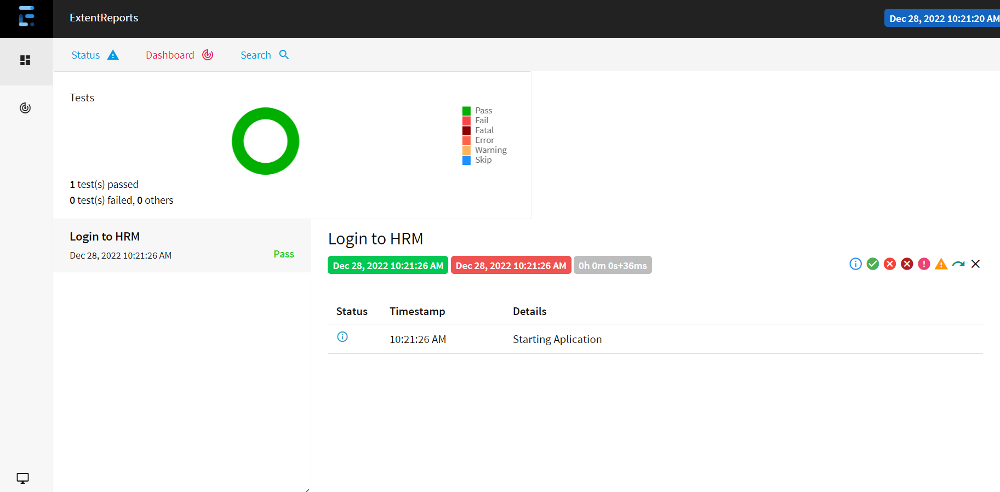 ExtentReports
Dec 28, 2022 10:21:20 AM
Status
Dashboard
Search
Tests
Pass
Fail
Fatal
Error
Warning
Skip
1 test(s) passed
0 test(s) failed, 0 others
Login to HRM
Dec 28, 2022 10:21:26 AM
Pass
Login to HRM
Dec 28, 2022 10:21:26 AM Dec 28, 2022 10:21:26 AM 0h 0m 0s+36ms
Status Timestamp Details
10:21:26 AM Starting Aplication